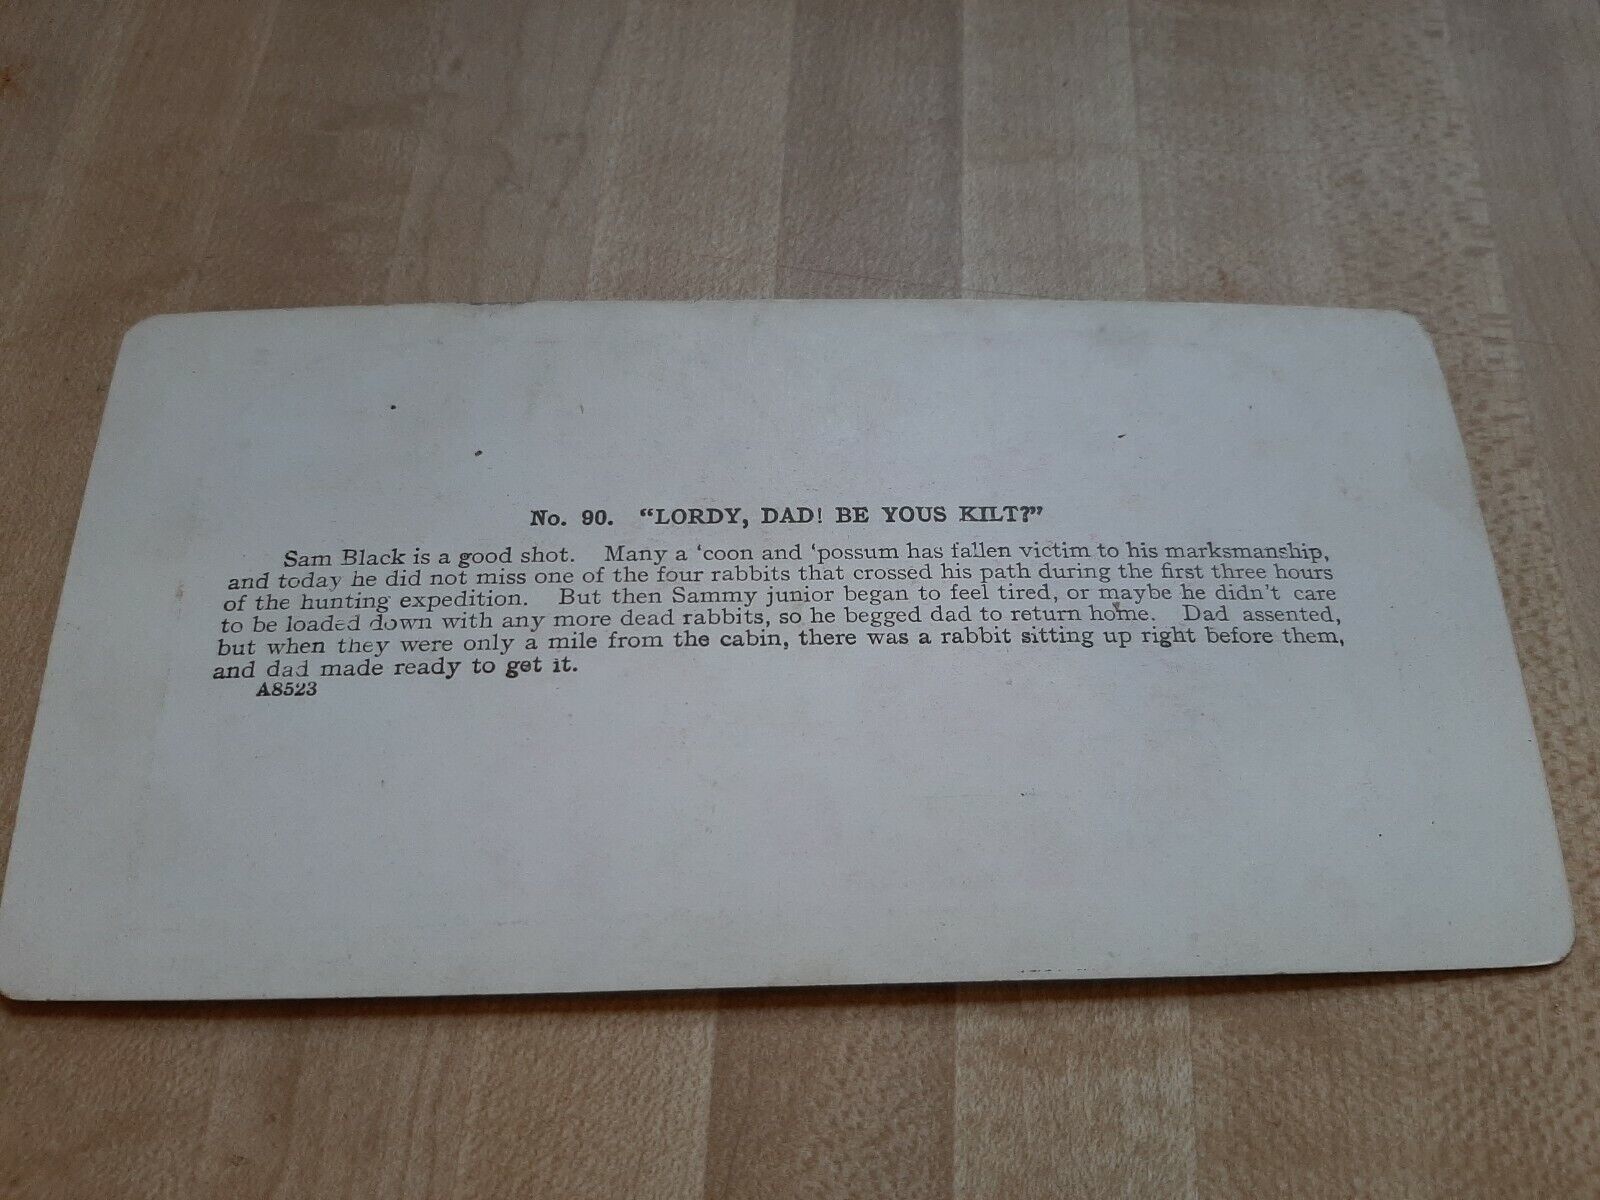 No. 90. “LORDY, DAD! BE YOUS KILT?”
Sam Black is a good shot. Many a ‘coon and ‘possum has fallen victim to his marksmanship,
and today he did not miss one of the four rabbits that crossed his path during the first three hours
of the hunting expedition. But then Sammy junior began to feel tired, or maybe he didn't care
to be loaded down with any more dead rabbits, so he begged dad to return home. Dad assented,
but when they were only a mile from the cabin, there was a rabbit sitting up right before them,
and dad made ready to get it.
A8523